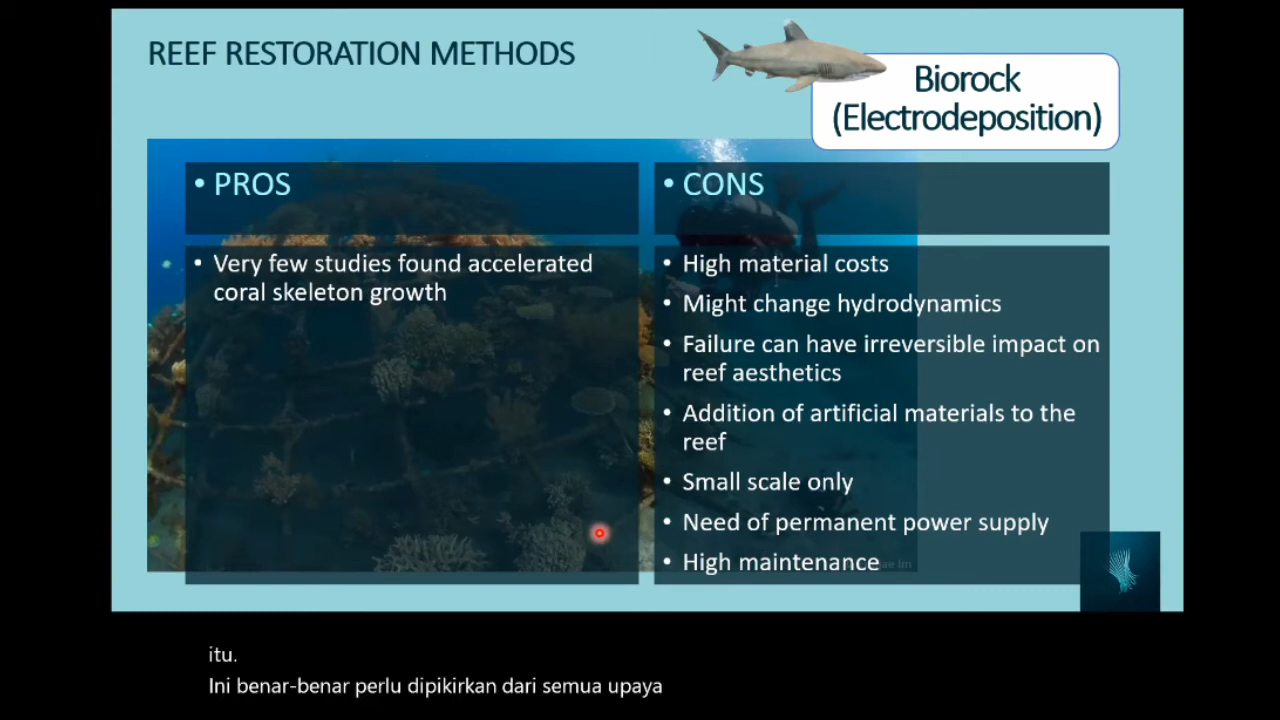 REEF RESTORATION METHODS
Biorock
(Electrodeposition)
• PROS
• Very few studies found accelerated
coral skeleton growth
• CONS
• High material costs
• Might change hydrodynamics
• Failure can have irreversible impact on
reef aesthetics
• Addition of artificial materials to the
reef
• Small scale only
• Need of permanent power supply
• High maintenance
itu.
Ini benar-benar perlu dipikirkan dari semua upaya